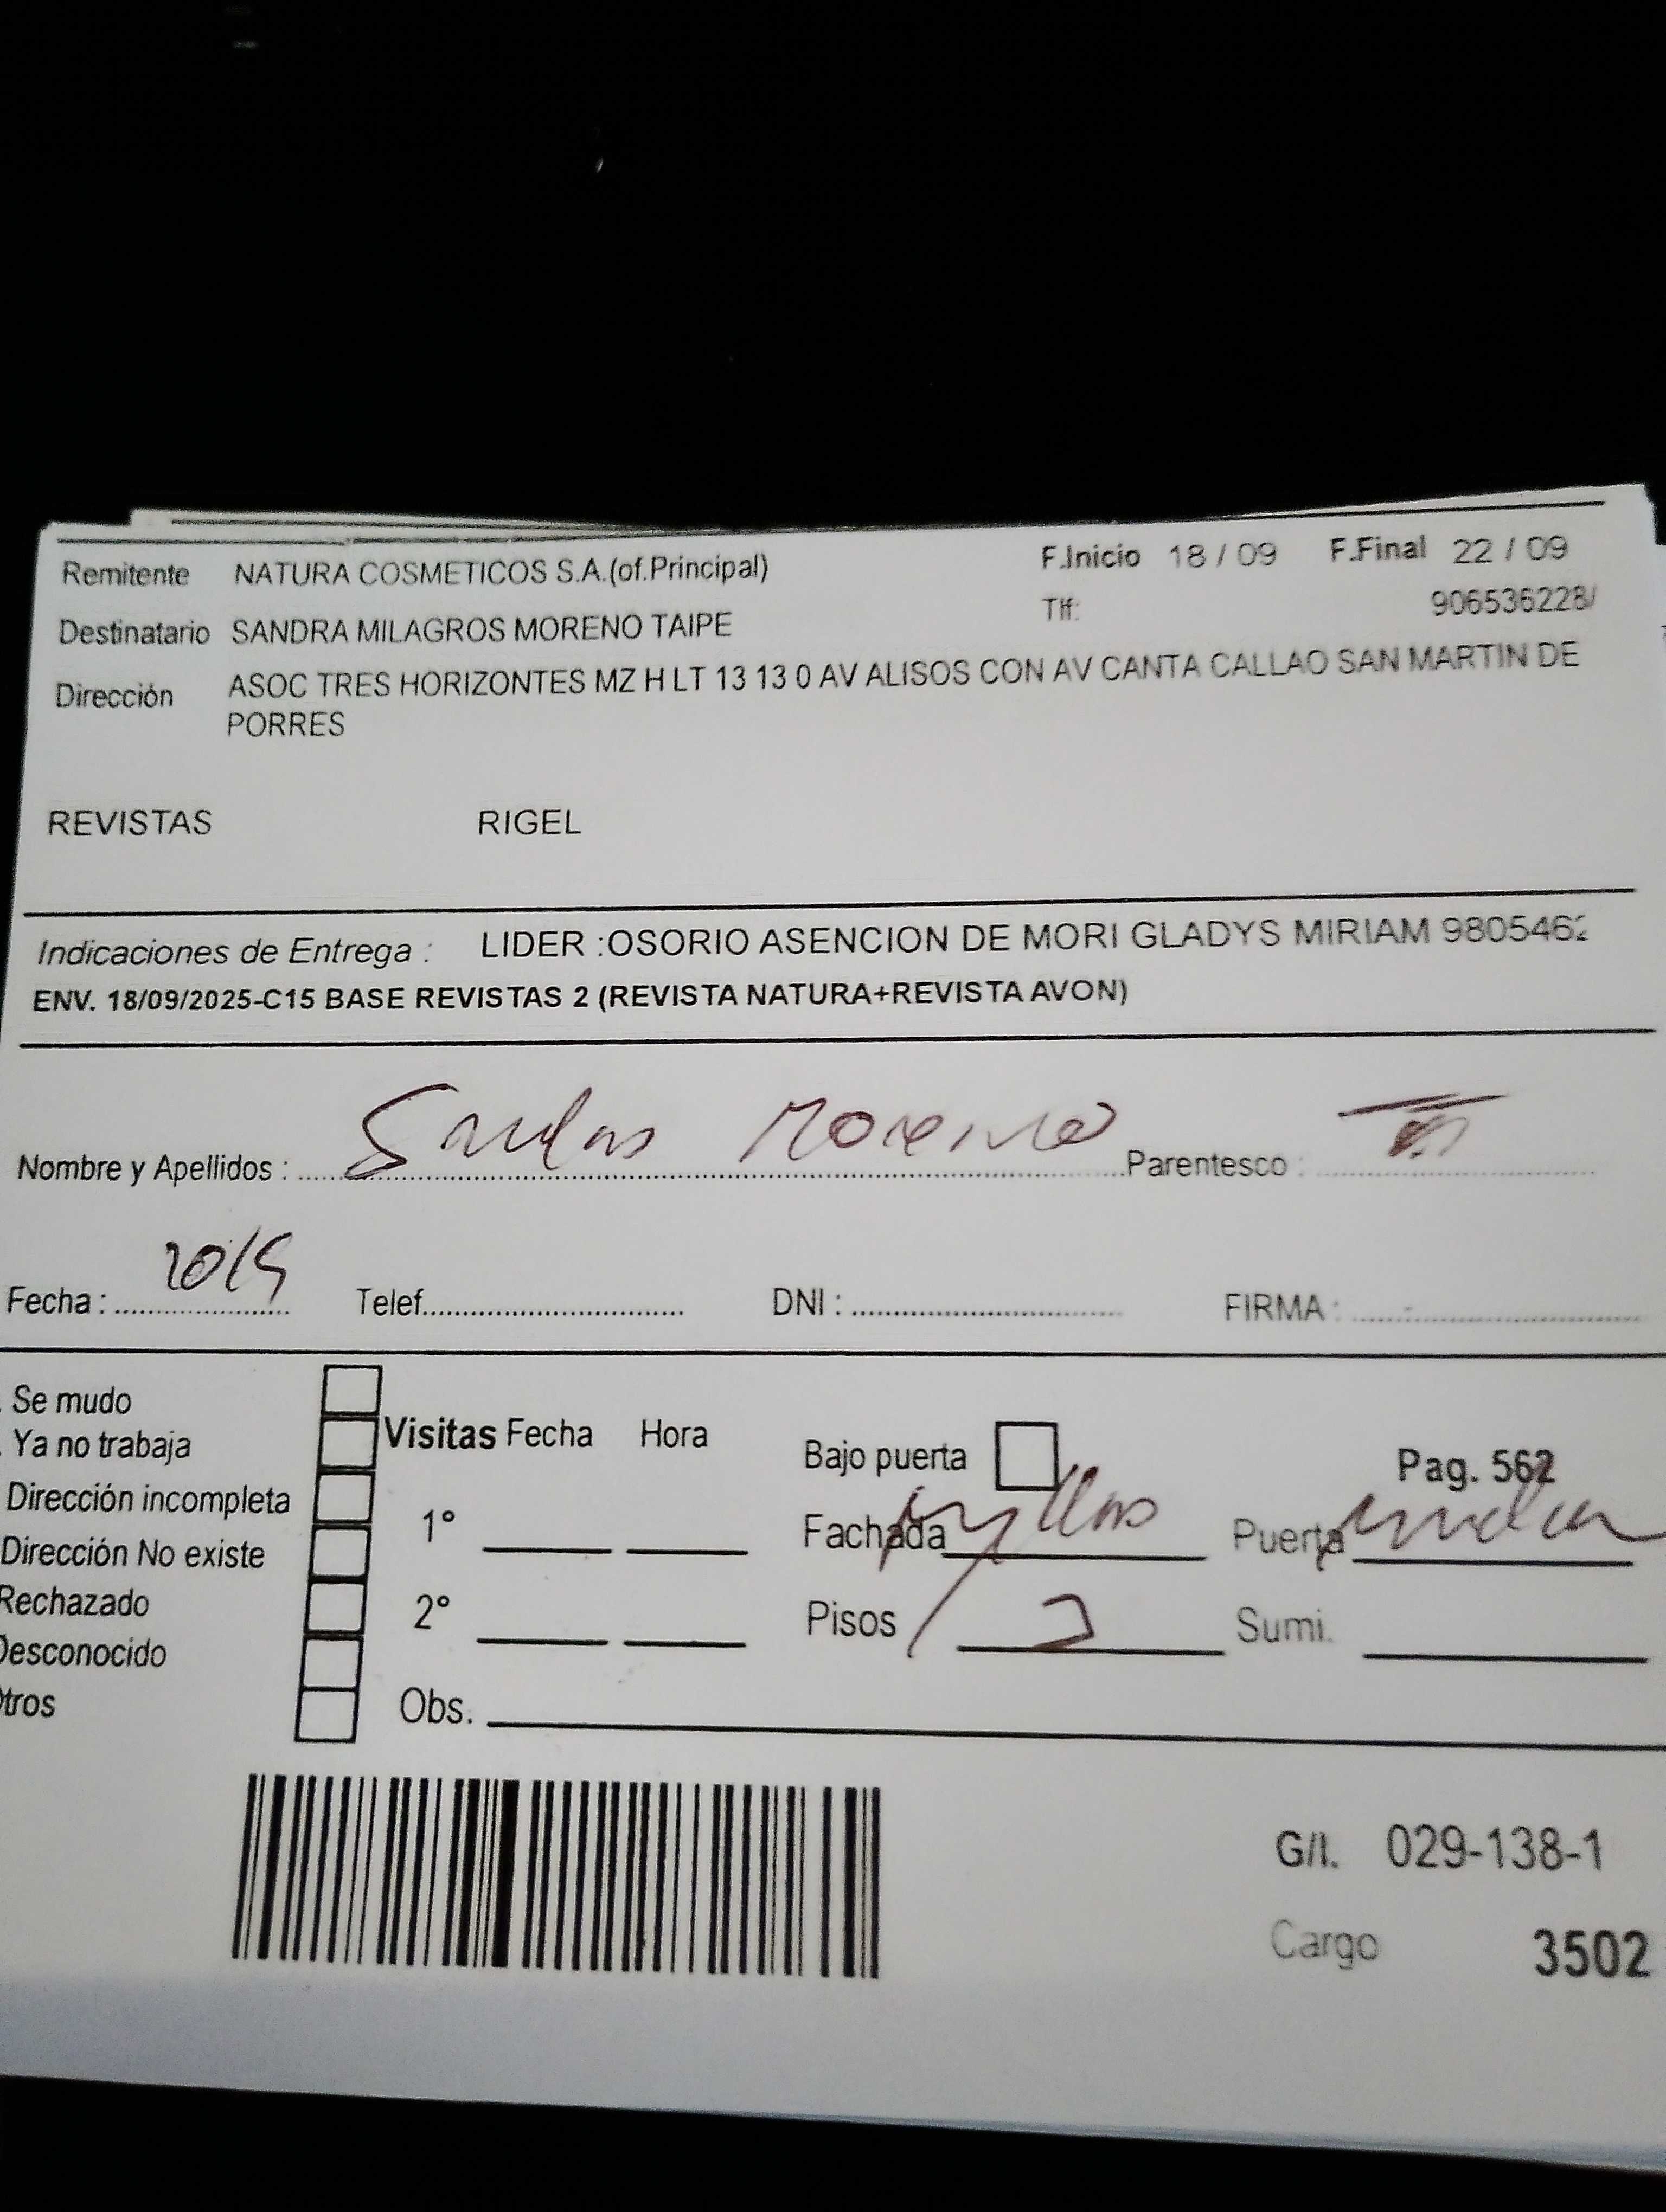 Remitente NATURA COSMETICOS S.A.(of.Principal) F.Inicio 18 / 09 F.Final 22 / 09
Destinatario SANDRA MILAGROS MORENO TAIPE Tlf: 906536228/
Dirección ASOC TRES HORIZONTES MZ H LT 13 13 0 AV ALISOS CON AV CANTA CALLAO SAN MARTIN DE
PORRES
REVISTAS RIGEL
Indicaciones de Entrega : LIDER :OSORIO ASENCION DE MORI GLADYS MIRIAM 980546
ENV. 18/09/2025-C15 BASE REVISTAS 2 (REVISTA NATURA+REVISTA AVON)
Nombre y Apellidos : Moreno Parentesco :
Fecha : Telef. DNI : FIRMA :
Se mudo
Ya no trabaja Visitas Fecha Hora Bajo puerta Pag. 562
Dirección incompleta 1° Fachada Puerta
Dirección No existe
Rechazado 2° Pisos 2 Sumi.
Desconocido
Otros Obs.
G/I. 029-138-1
Cargo 3502